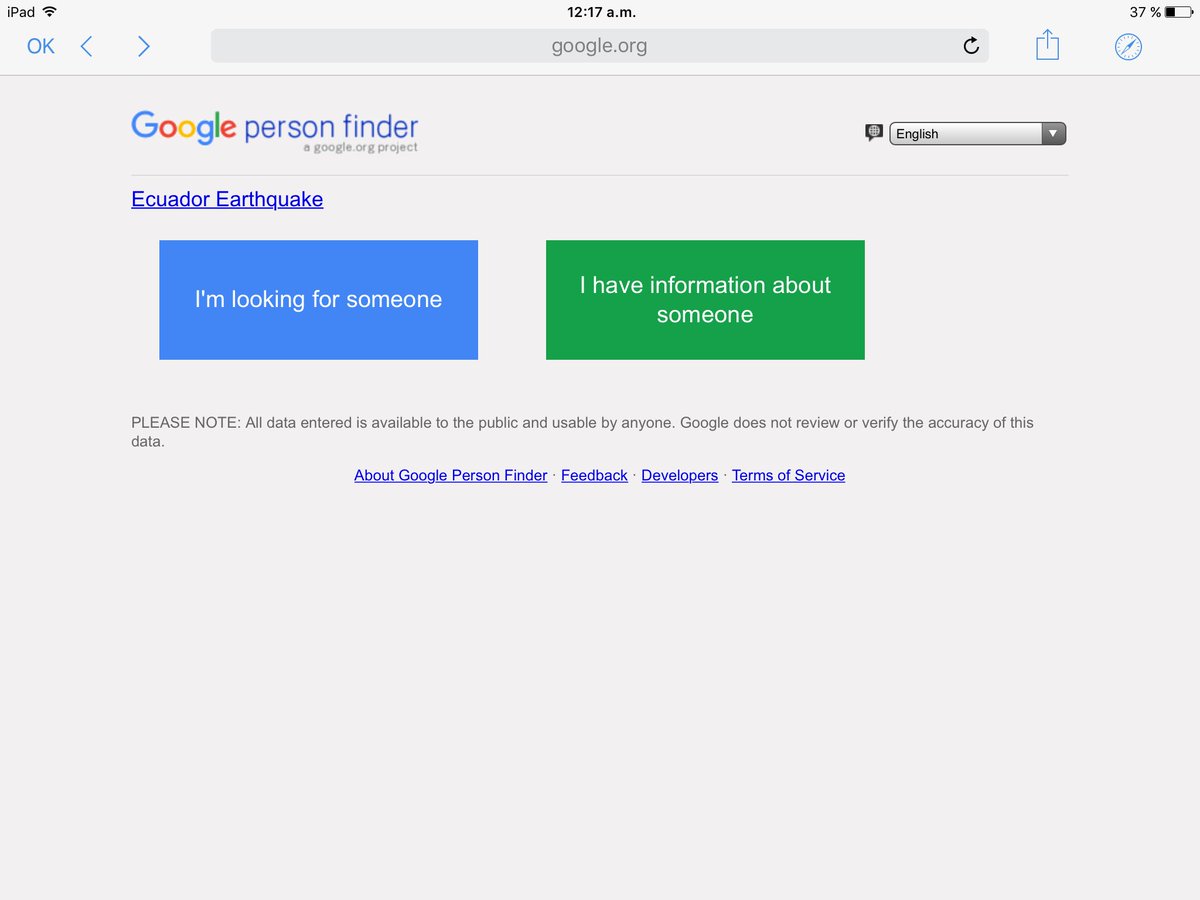 iPad 12:17 a.m. 37 %
OK google.org
Google person finder
a google.org project
English
Ecuador Earthquake
I'm looking for someone
I have information about
someone
PLEASE NOTE: All data entered is available to the public and usable by anyone. Google does not review or verify the accuracy of this
data.
About Google Person Finder · Feedback · Developers · Terms of Service